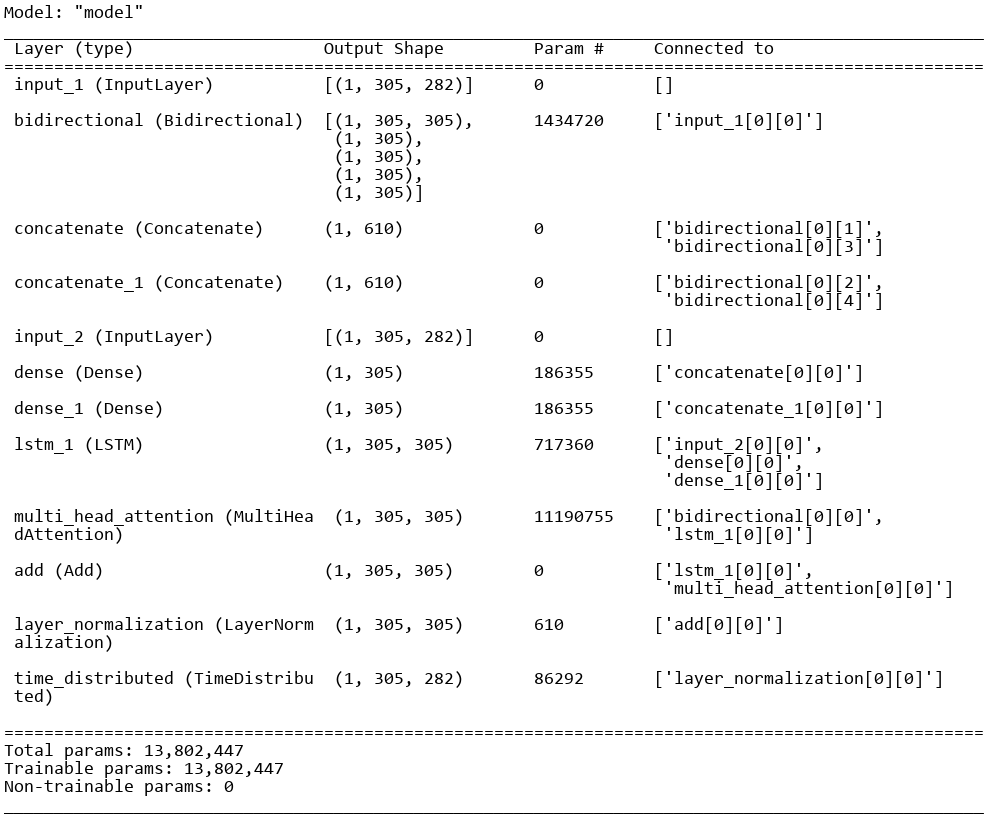 Model: "model"
Layer (type) Output Shape Param # Connected to
input_1 (InputLayer) [(1, 305, 282)] 0 []
bidirectional (Bidirectional) [(1, 305, 305), 1434720 ['input_1[0][0]']
(1, 305),
(1, 305),
(1, 305),
(1, 305)]
concatenate (Concatenate) (1, 610) 0 ['bidirectional[0][1]',
'bidirectional[0][3]']
concatenate_1 (Concatenate) (1, 610) 0 ['bidirectional[0][2]',
'bidirectional[0][4]']
input_2 (InputLayer) [(1, 305, 282)] 0 []
dense (Dense) (1, 305) 186355 ['concatenate[0][0]']
dense_1 (Dense) (1, 305) 186355 ['concatenate_1[0][0]']
lstm_1 (LSTM) (1, 305, 305) 717360 ['input_2[0][0]',
'dense[0][0]',
'dense_1[0][0]']
multi_head_attention (MultiHea (1, 305, 305) 11190755 ['bidirectional[0][0]',
dAttention) 'lstm_1[0][0]']
add (Add) (1, 305, 305) 0 ['lstm_1[0][0]',
'multi_head_attention[0][0]']
layer_normalization (LayerNorm (1, 305, 305) 610 ['add[0][0]']
alization)
time_distributed (TimeDistribu (1, 305, 282) 86292 ['layer_normalization[0][0]']
ted)
Total params: 13,802,447
Trainable params: 13,802,447
Non-trainable params: 0